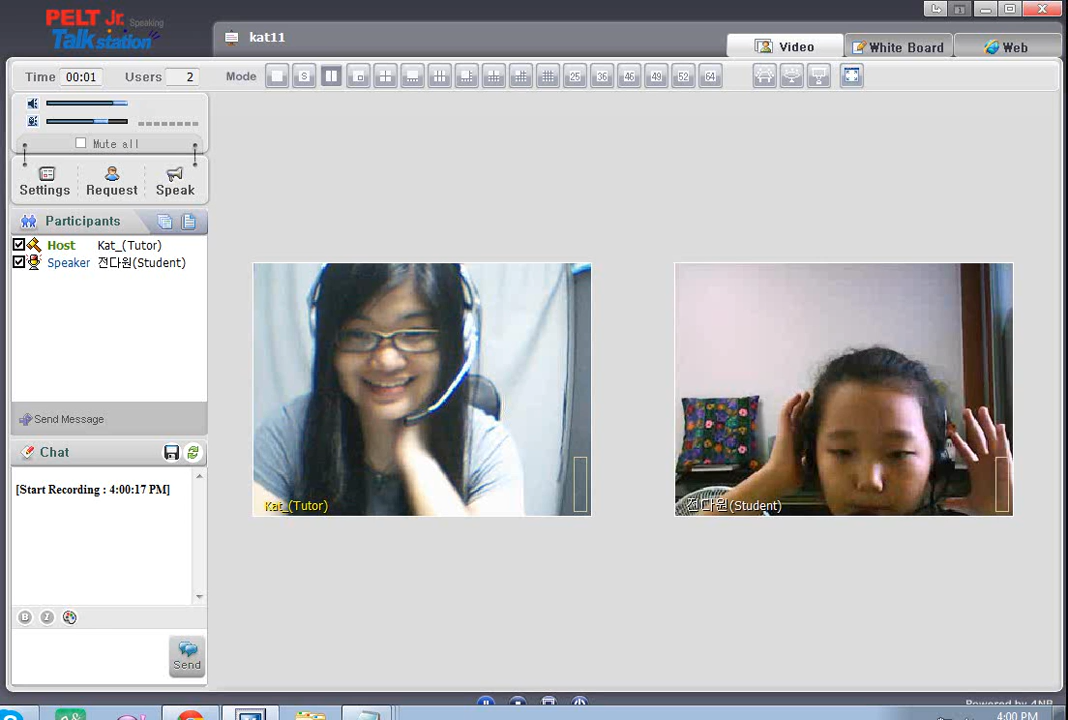 PELT Jr. Speaking
Talkstation
kat11
Video
White Board
Web
Time 00:01 Users 2 Mode
S 25 36 46 49 52 64
Mute all
Settings Request Speak
Participants
Host Kat_(Tutor)
Speaker 전다원(Student)
Send Message
Chat
[Start Recording : 4:00:17 PM]
B I
Send
Kat_(Tutor)
전다원(Student)
4:00 PM